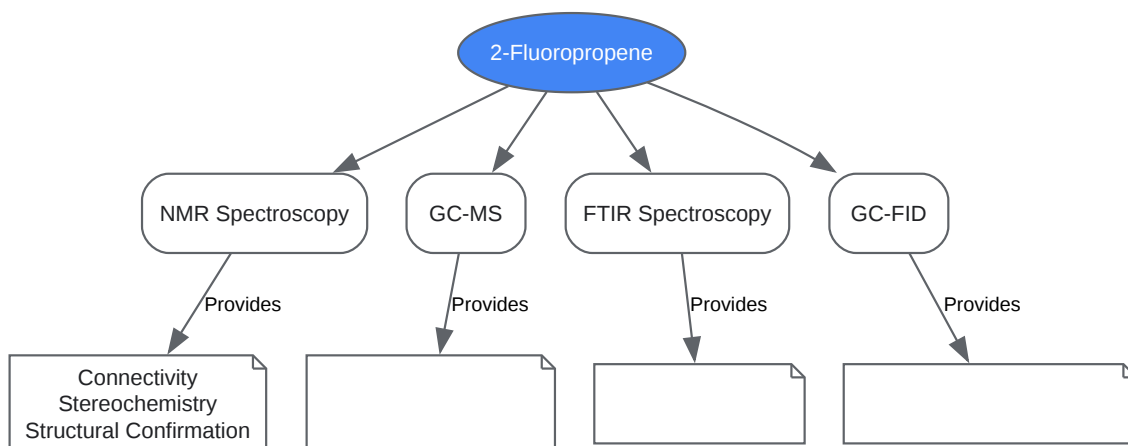 2-Fluoropropene
NMR Spectroscopy
GC-MS
FTIR Spectroscopy
GC-FID
Provides
Provides
Provides
Provides
Connectivity
Stereochemistry
Structural Confirmation